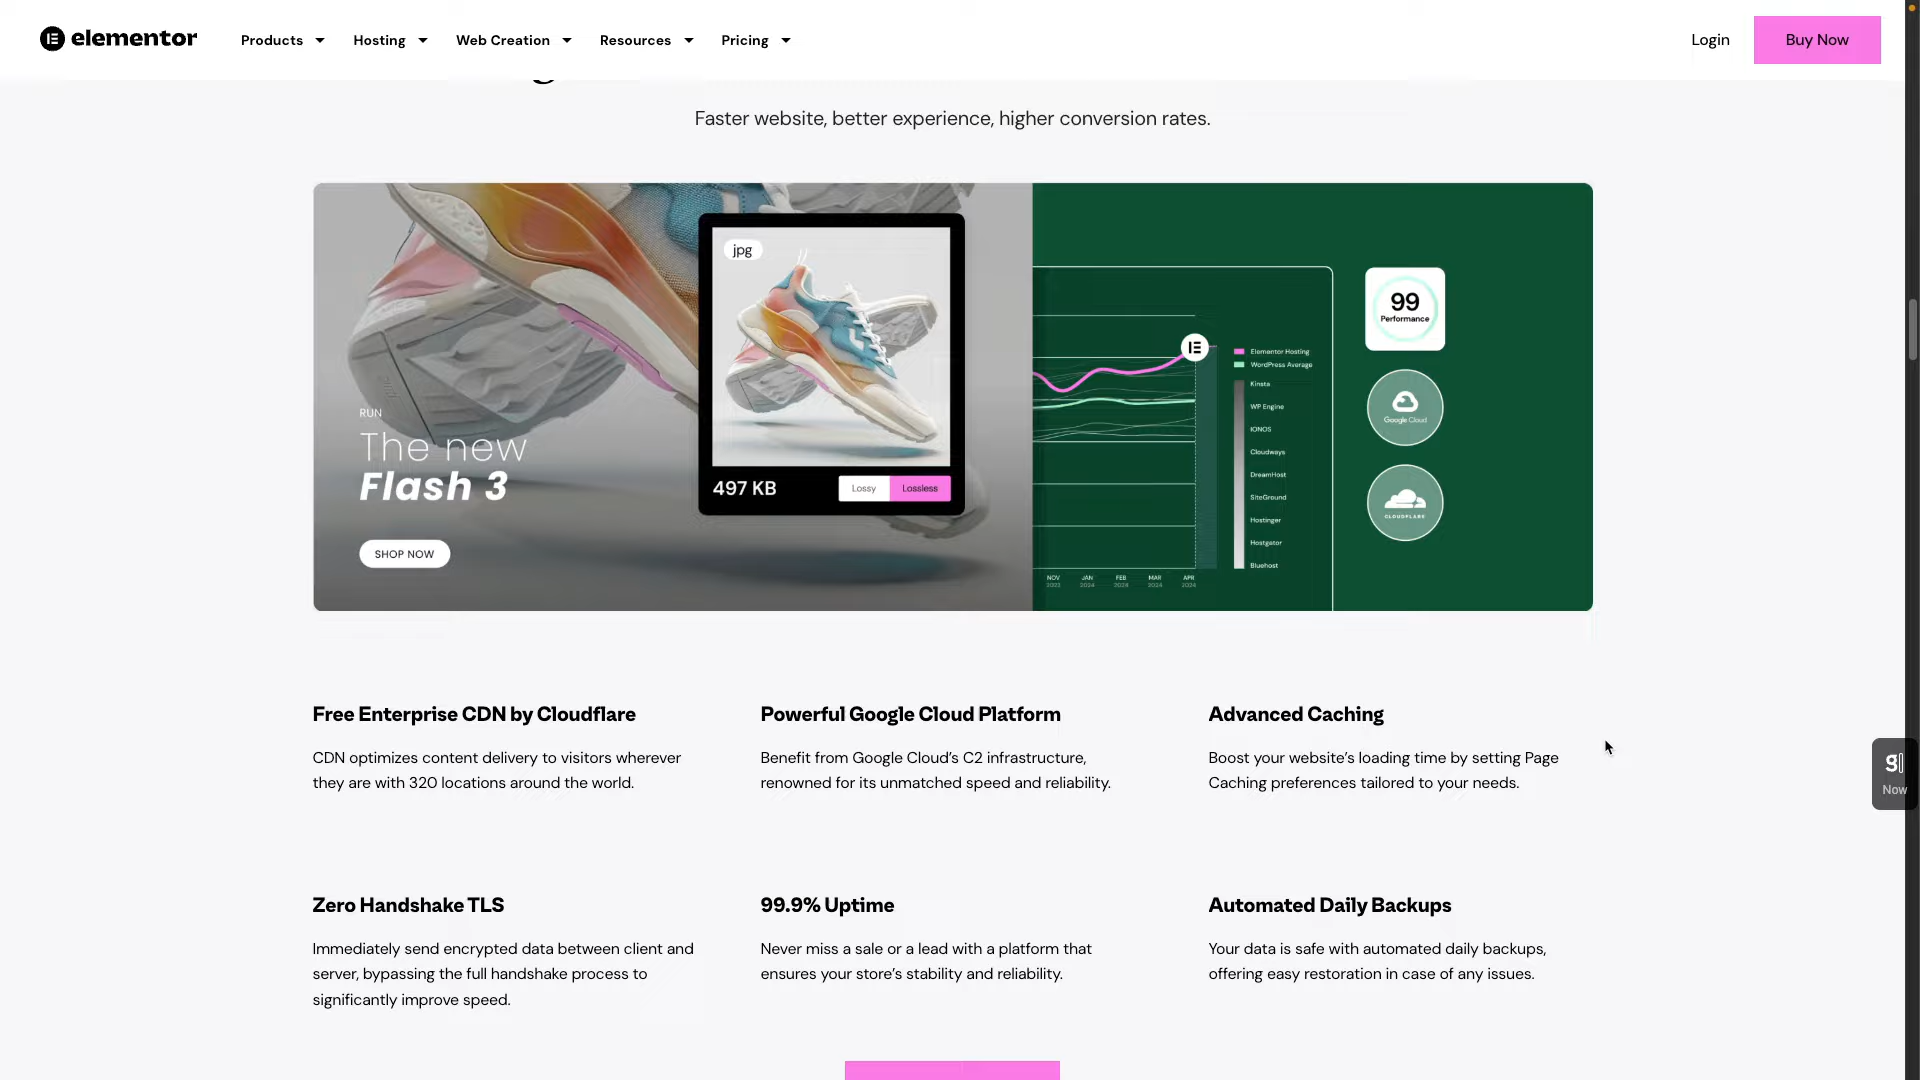 elementor
Products
Hosting
Web Creation
Resources
Pricing
Login
Buy Now
Faster website, better experience, higher conversion rates.
jpg
RUN
The new
Flash 3
SHOP NOW
497 KB
Lossy
Lossless
Elementor Hosting
WordPress Average
Kinsta
WP Engine
IONOS
Cloudways
DreamHost
SiteGround
Hostinger
Hostgator
Bluehost
NOV JAN FEB MAR APR
2023 2024 2024 2024 2024
99
Performance
Google Cloud
CLOUDFLARE
Free Enterprise CDN by Cloudflare
CDN optimizes content delivery to visitors wherever
they are with 320 locations around the world.
Powerful Google Cloud Platform
Benefit from Google Cloud’s C2 infrastructure,
renowned for its unmatched speed and reliability.
Advanced Caching
Boost your website’s loading time by setting Page
Caching preferences tailored to your needs.
Zero Handshake TLS
Immediately send encrypted data between client and
server, bypassing the full handshake process to
significantly improve speed.
99.9% Uptime
Never miss a sale or a lead with a platform that
ensures your store’s stability and reliability.
Automated Daily Backups
Your data is safe with automated daily backups,
offering easy restoration in case of any issues.
Now